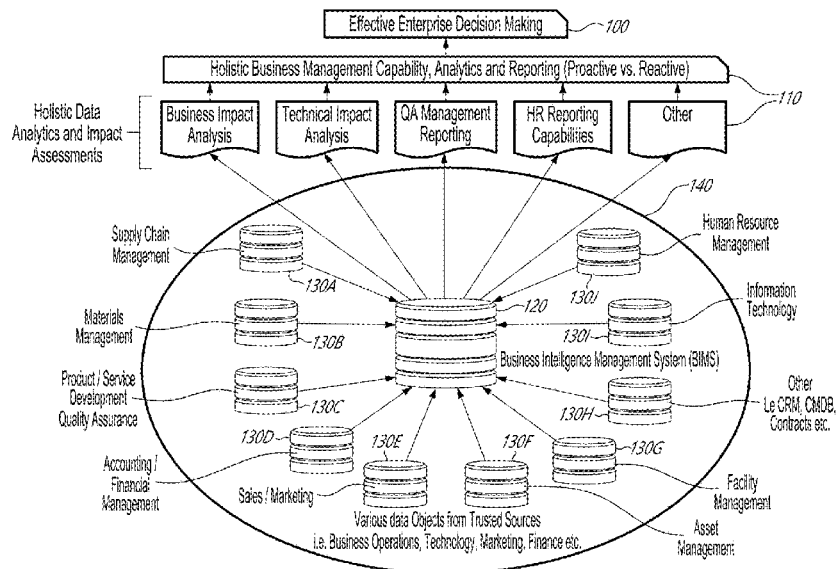 Effective Enterprise Decision Making
100
Holistic Business Management Capability, Analytics and Reporting (Proactive vs. Reactive)
110
Holistic Data
Analytics and Impact
Assessments
Business Impact
Analysis
Technical Impact
Analysis
QA Management
Reporting
HR Reporting
Capabilities
Other
140
Supply Chain
Management
130A
Human Resource
Management
130J
120
Materials
Management
130B
Information
Technology
130I
Business Intelligence Management System (BIMS)
Product / Service
Development
Quality Assurance
130C
Other
I.e CRM, CMDB,
Contracts etc.
130H
130D
Accounting /
Financial
Management
130E
Sales / Marketing
130F
130G
Facility
Management
Asset
Management
Various data Objects from Trusted Sources
i.e. Business Operations, Technology, Marketing, Finance etc.